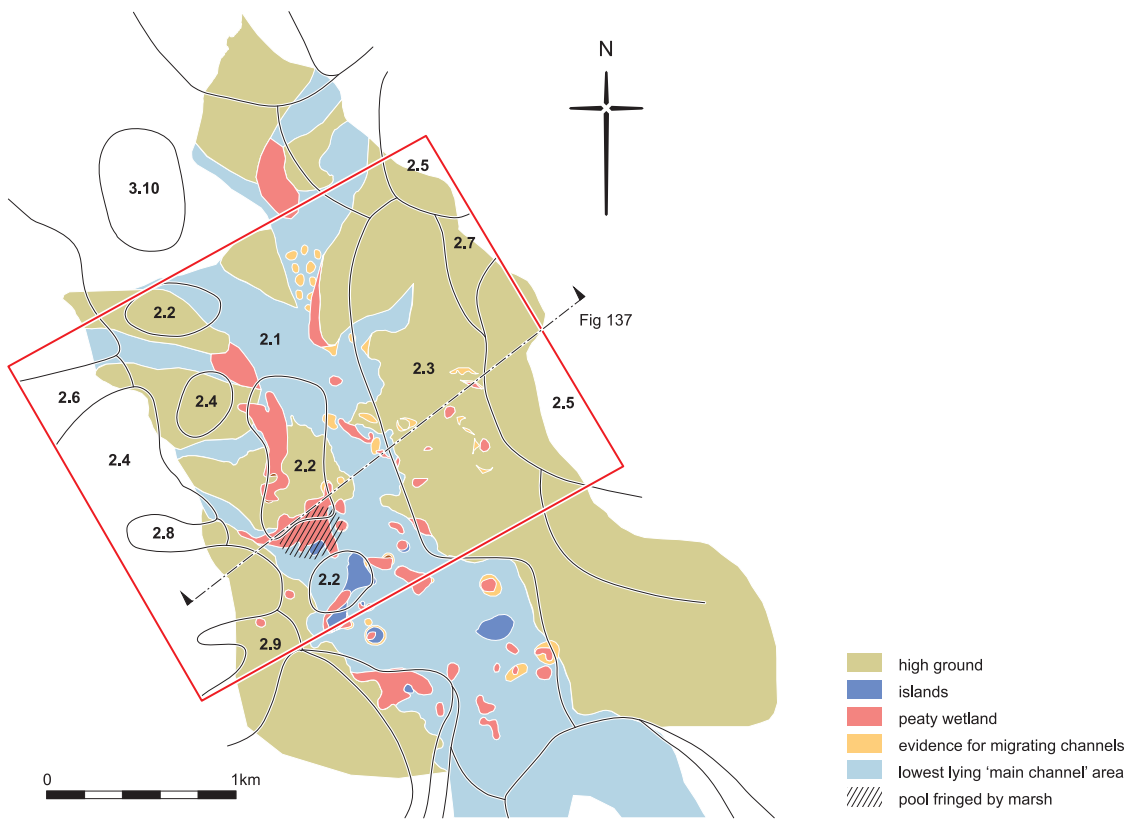 N
2.5
3.10
2.7
2.2
Fig 137
2.1
2.3
2.6
2.4
2.5
2.4
2.2
2.8
2.2
2.9
high ground
islands
peaty wetland
evidence for migrating channels
lowest lying ‘main channel’ area
pool fringed by marsh
0 1km